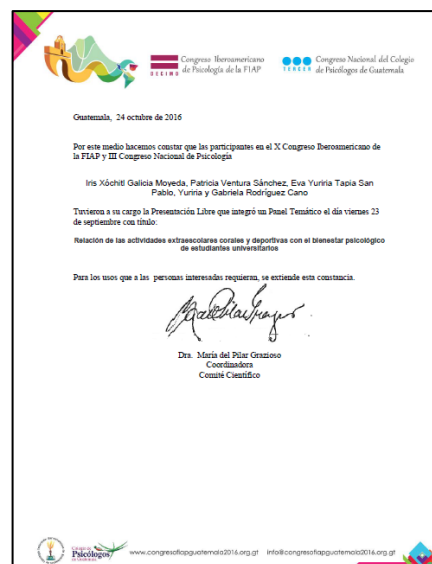 Congreso Iberoamericano
de Psicología de la FIAP
DECIMO
Congreso Nacional del Colegio
de Psicólogos de Guatemala
TERCER
Guatemala, 24 octubre de 2016
Por este medio hacemos constar que las participantes en el X Congreso Iberoamericano de
la FIAP y III Congreso Nacional de Psicología
Iris Xóchitl Galicia Moyeda, Patricia Ventura Sánchez, Eva Yuriria Tapia San
Pablo, Yuriria y Gabriela Rodríguez Cano
Tuvieron a su cargo la Presentación Libre que integró un Panel Temático el día viernes 23
de septiembre con título:
Relación de las actividades extraescolares corales y deportivas con el bienestar psicológico
de estudiantes universitarios
Para los usos que a las personas interesadas requieran, se extiende esta constancia.
Dra. María del Pilar Grazioso
Coordinadora
Comité Científico
Psicólogos
www.congresofiapguatemala2016.org.gt info@congresofiapguatemala2016.org.gt